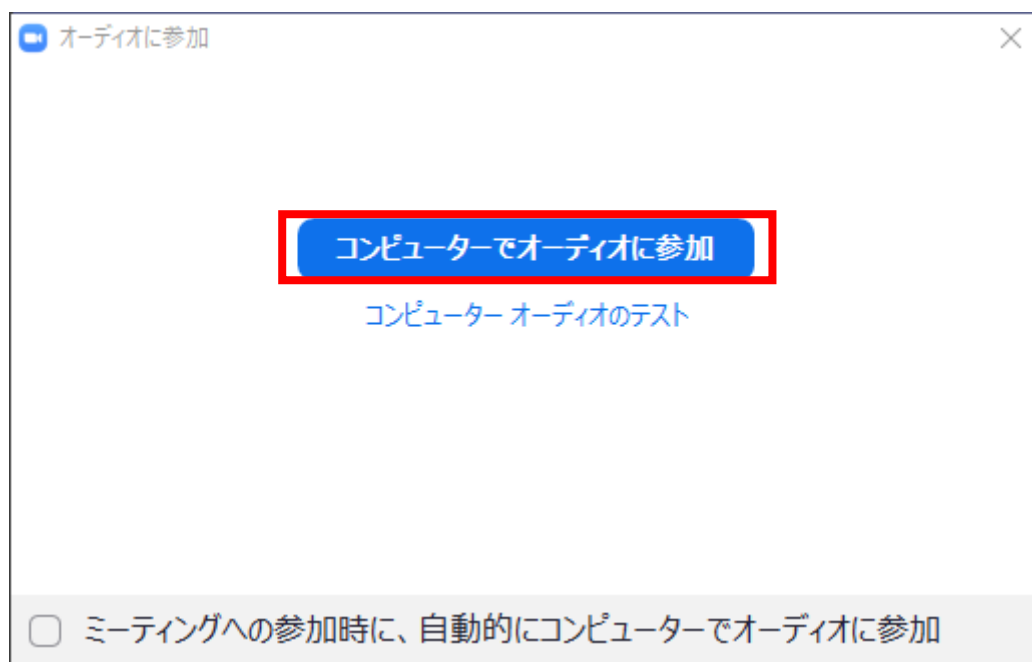 オーディオに参加
コンピューターでオーディオに参加
コンピューター オーディオのテスト
ミーティングへの参加時に、自動的にコンピューターでオーディオに参加